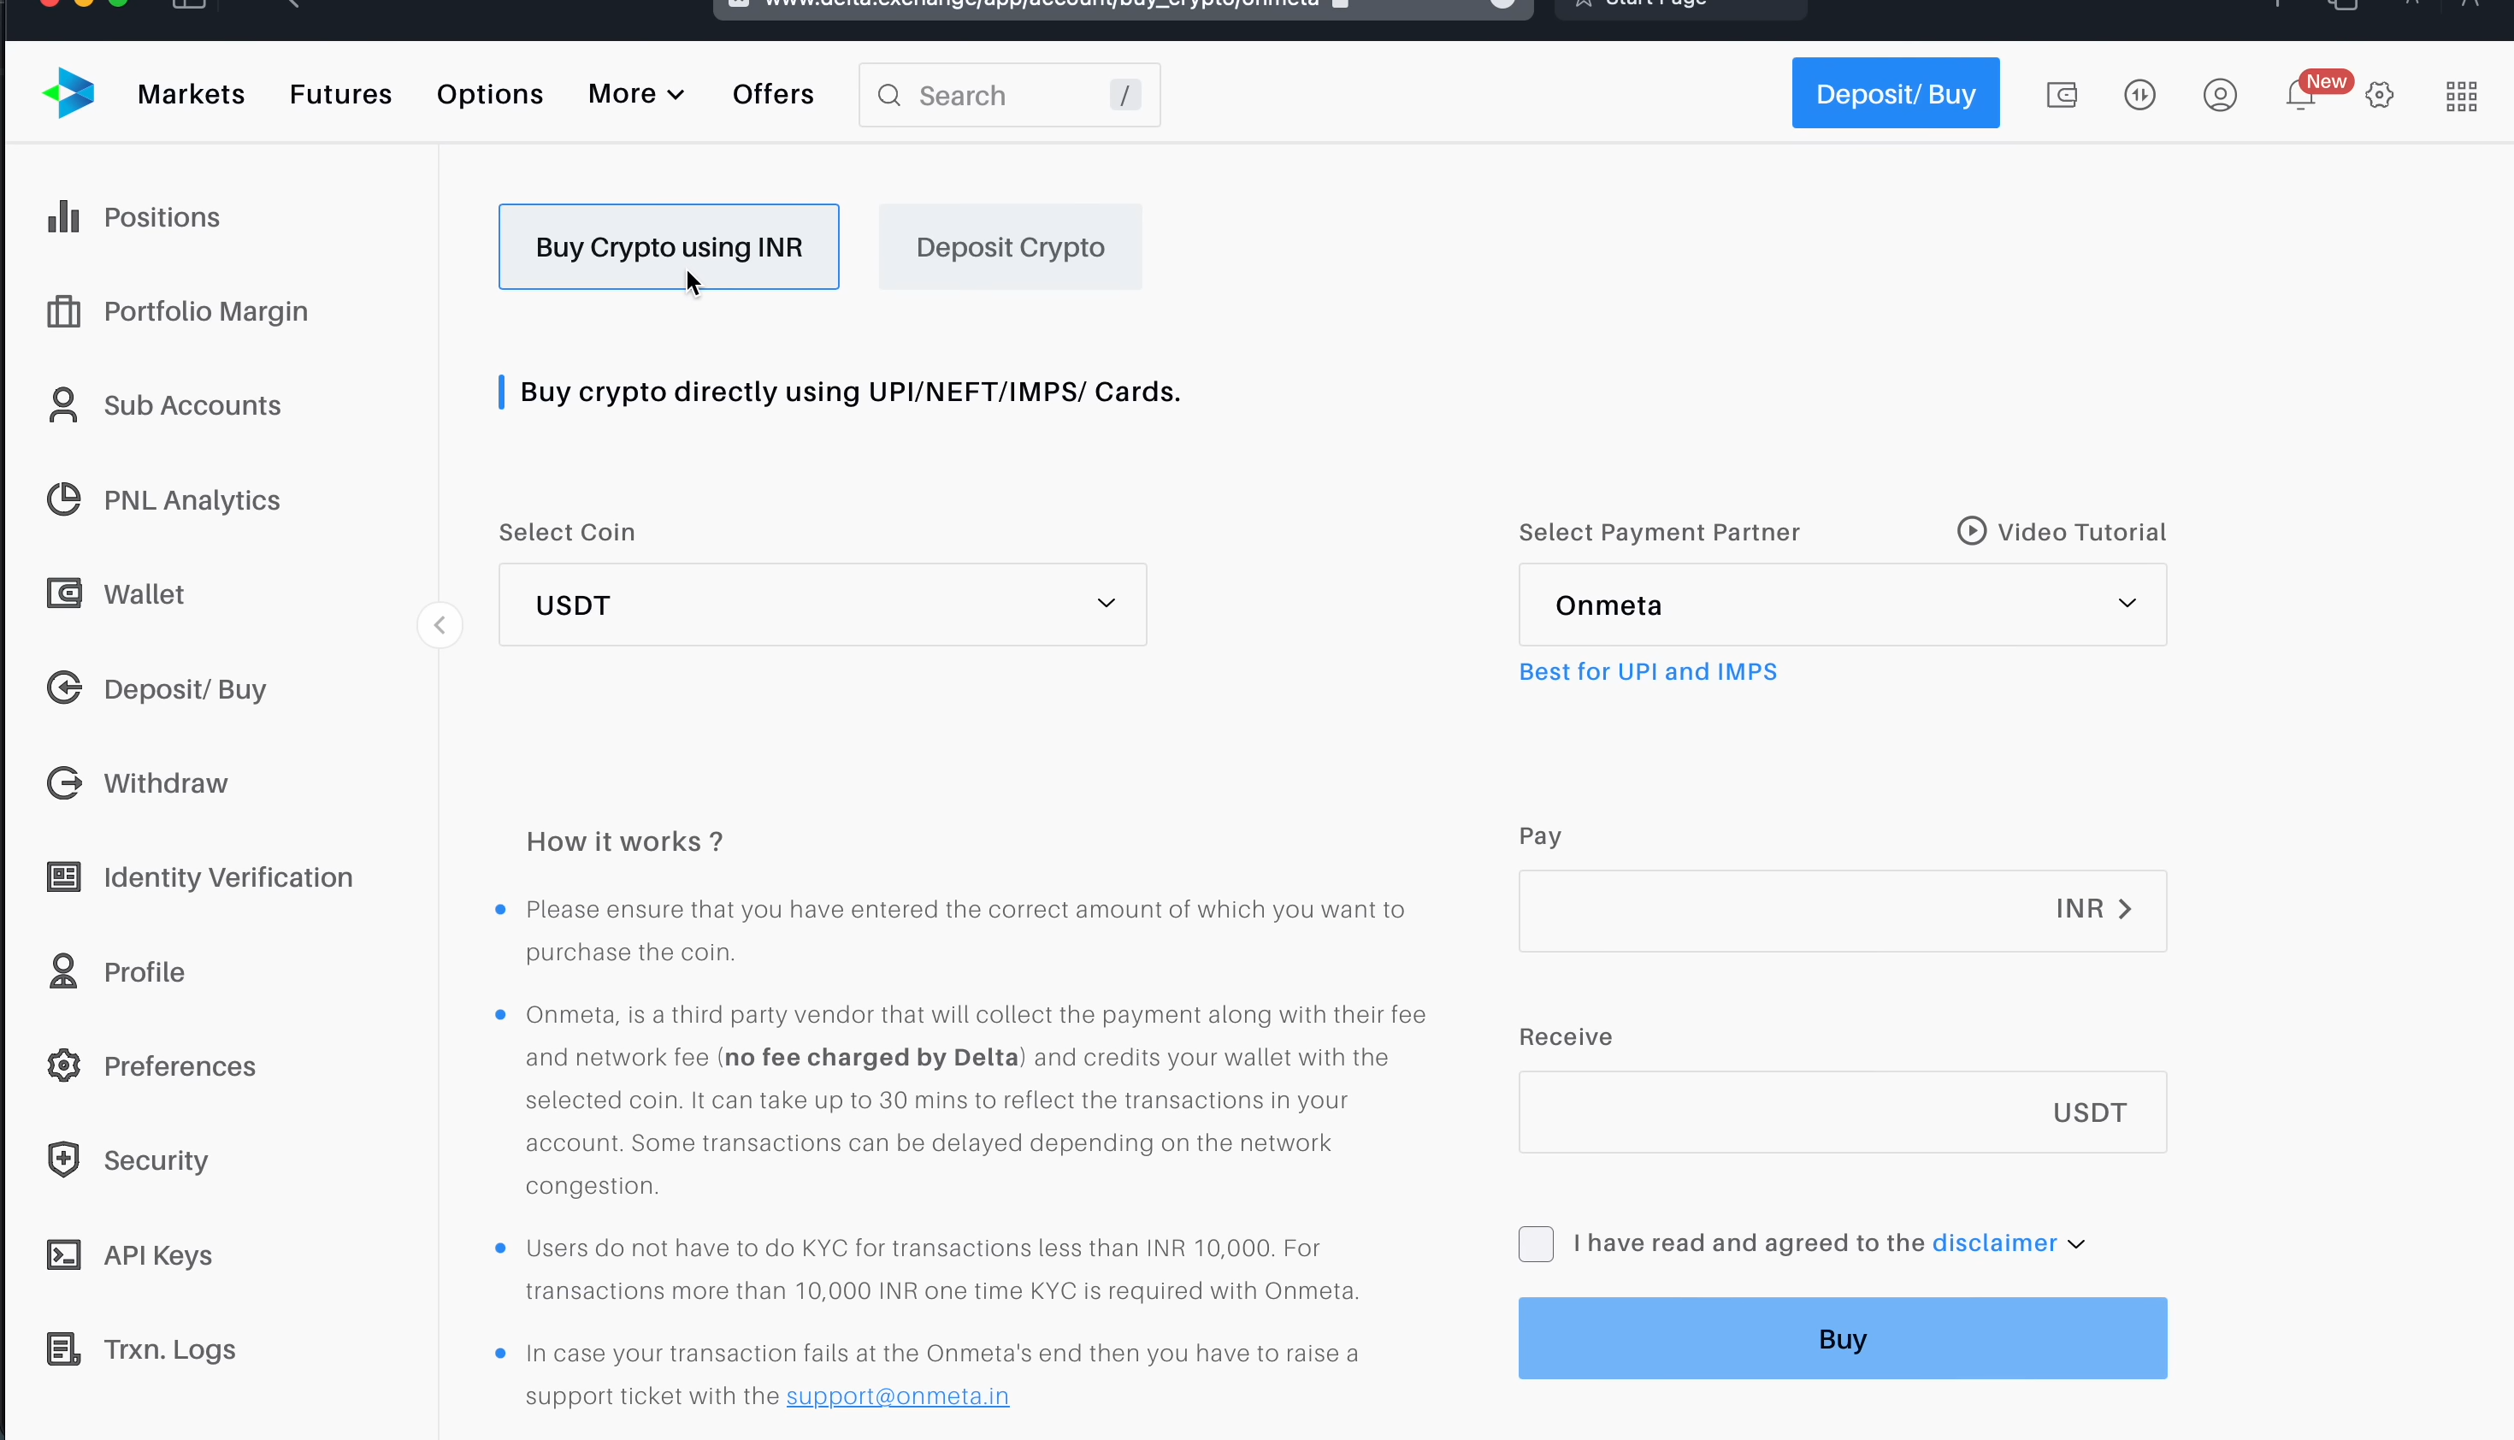 Markets Futures Options More Offers Search / Deposit/ Buy New
Positions
Portfolio Margin
Sub Accounts
PNL Analytics
Wallet
Deposit/ Buy
Withdraw
Identity Verification
Profile
Preferences
Security
API Keys
Trxn. Logs
Buy Crypto using INR Deposit Crypto
Buy crypto directly using UPI/NEFT/IMPS/ Cards.
Select Coin
USDT
Select Payment Partner Video Tutorial
Onmeta
Best for UPI and IMPS
How it works ?
Please ensure that you have entered the correct amount of which you want to
purchase the coin.
Onmeta, is a third party vendor that will collect the payment along with their fee
and network fee (no fee charged by Delta) and credits your wallet with the
selected coin. It can take up to 30 mins to reflect the transactions in your
account. Some transactions can be delayed depending on the network
congestion.
Users do not have to do KYC for transactions less than INR 10,000. For
transactions more than 10,000 INR one time KYC is required with Onmeta.
In case your transaction fails at the Onmeta's end then you have to raise a
support ticket with the support@onmeta.in
Pay
INR
Receive
USDT
I have read and agreed to the disclaimer
Buy